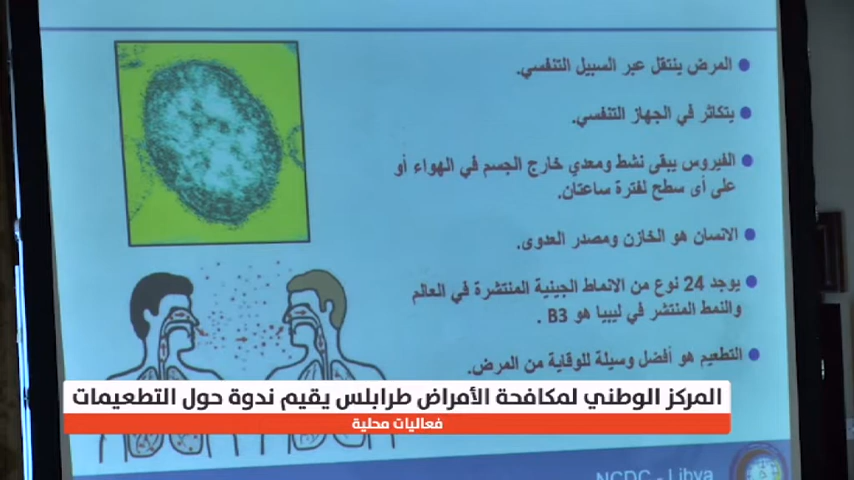 المرض ينتقل عبر السبيل التنفسي.
يتكاثر في الجهاز التنفسي.
الفيروس يبقى نشط ومعدي خارج الجسم في الهواء أو
على أى سطح لفترة ساعتان.
الانسان هو الخازن ومصدر العدوى.
يوجد 24 نوع من الانماط الجينية المنتشرة في العالم
والنمط المنتشر في ليبيا هو B3 .
التطعيم هو أفضل وسيلة للوقاية من المرض.
المركز الوطني لمكافحة الأمراض طرابلس يقيم ندوة حول التطعيمات
فعاليات محلية
NCDC - Libya